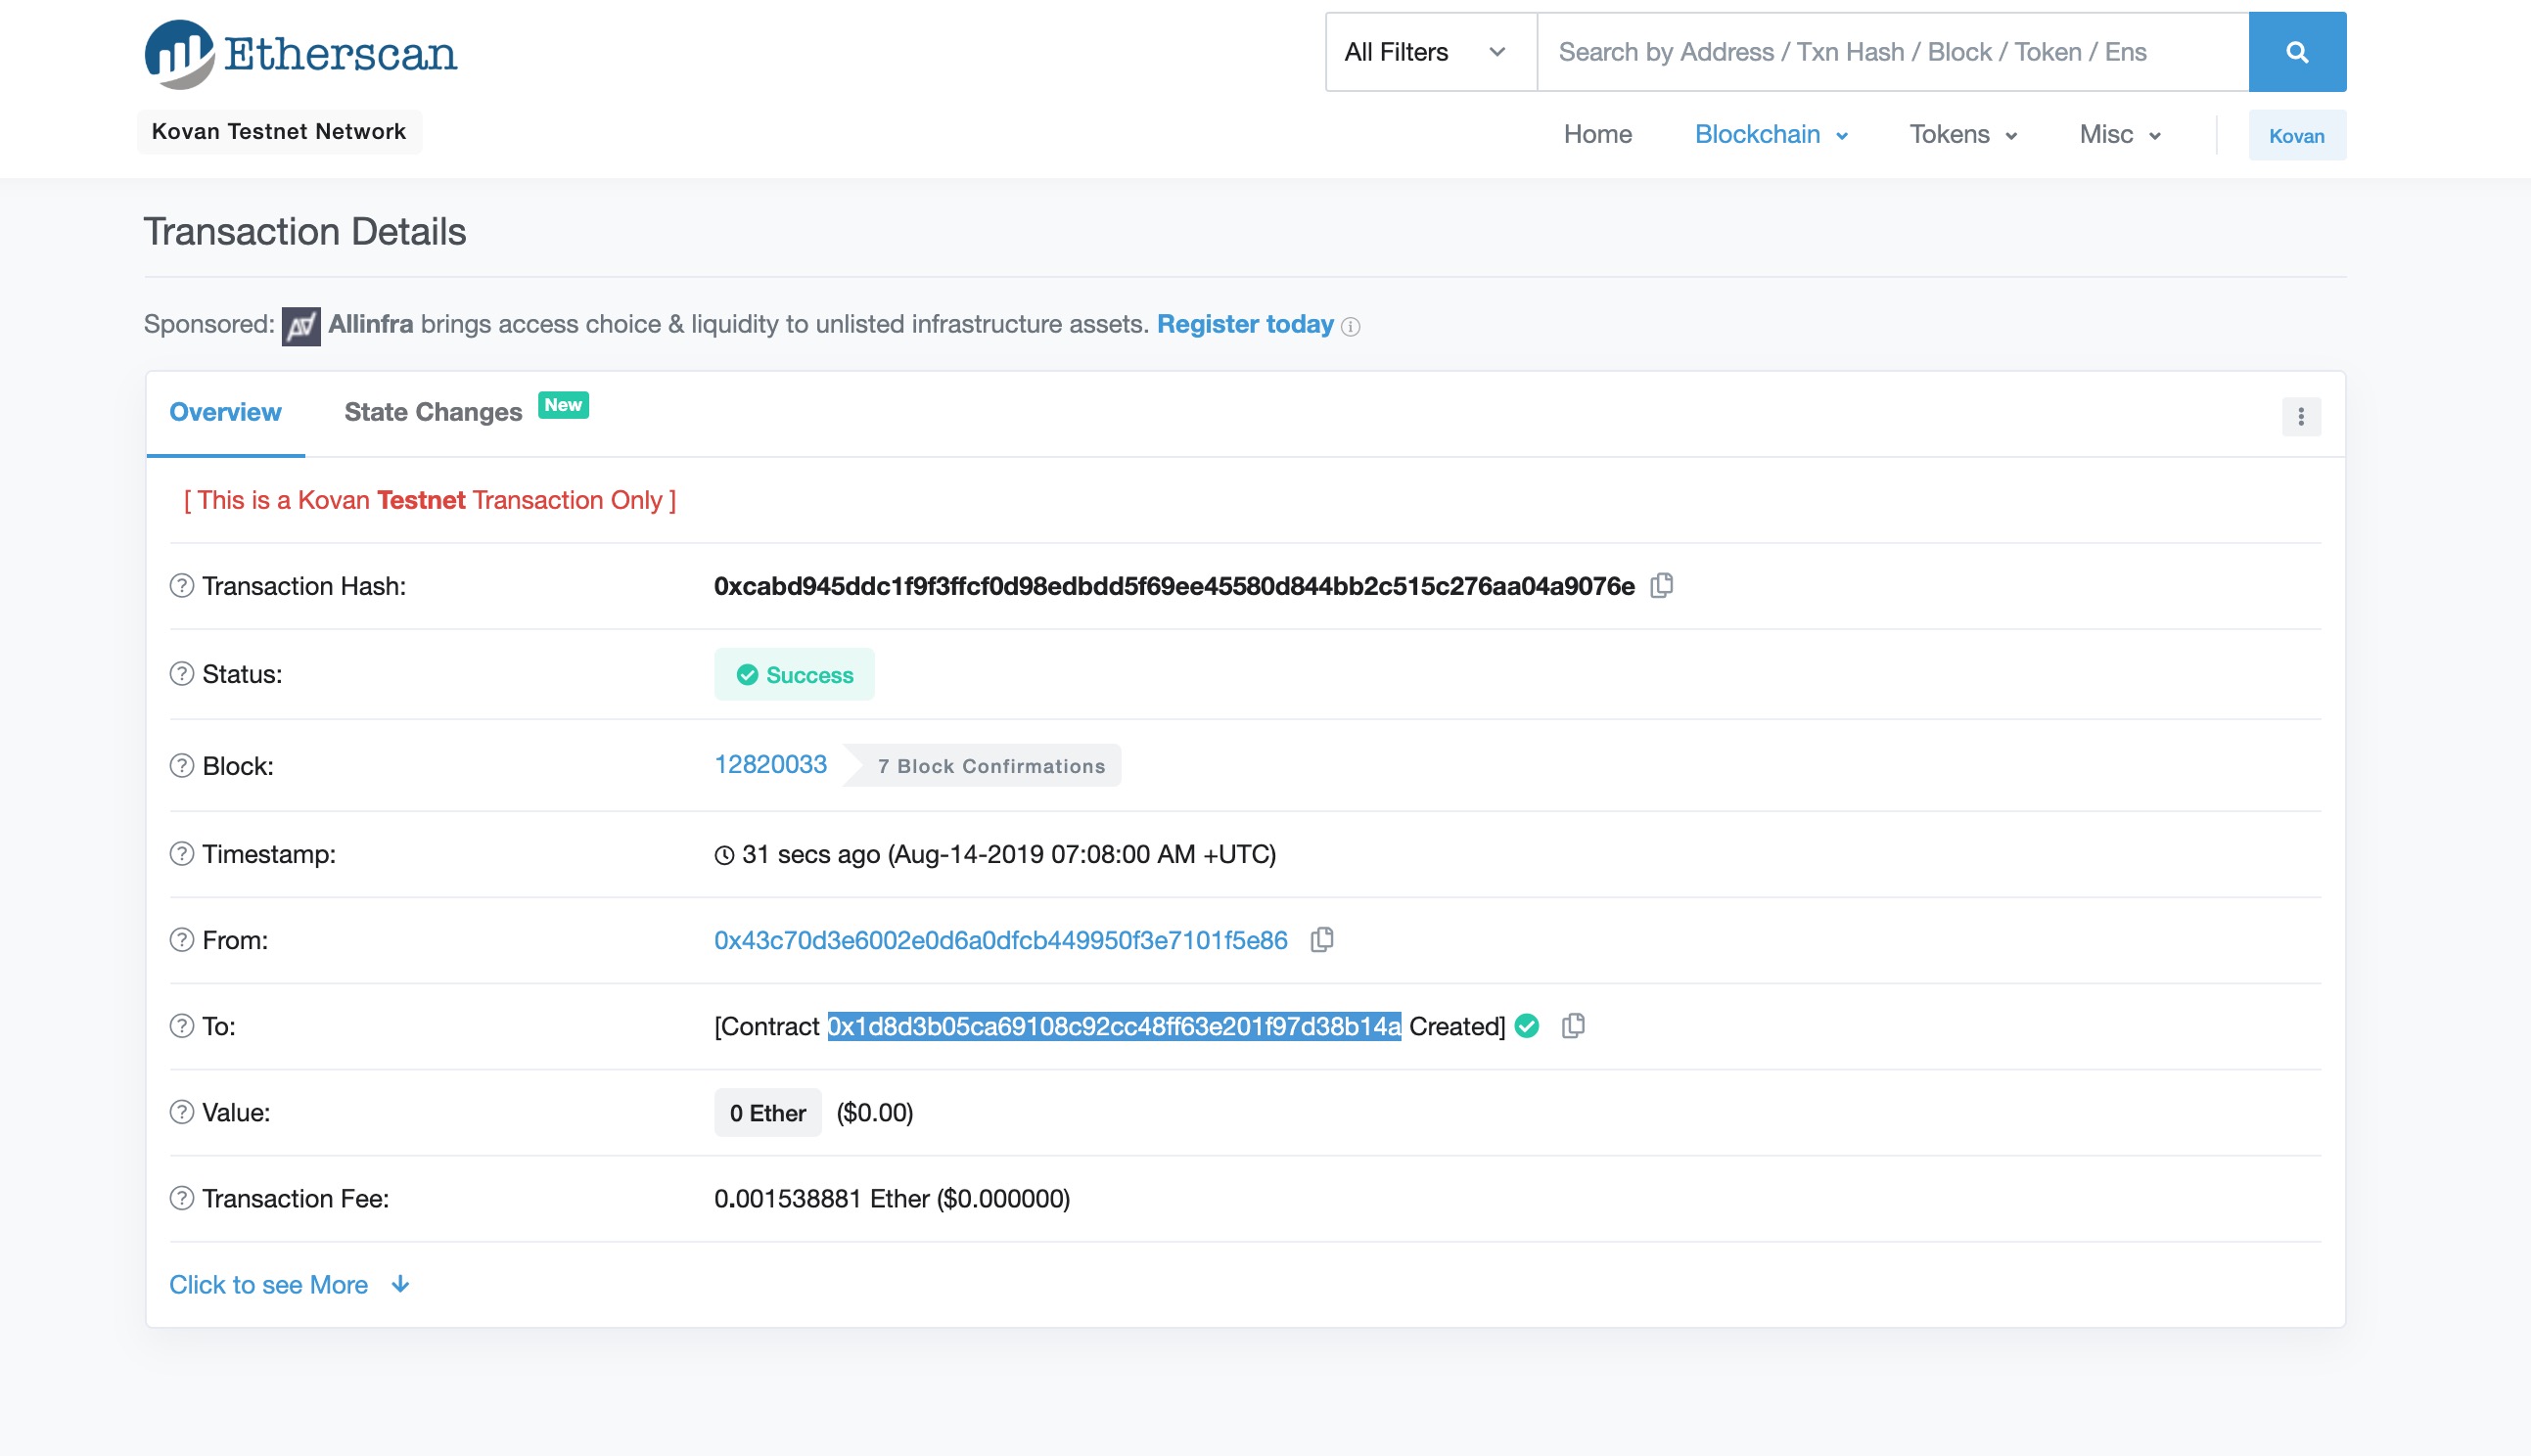 Etherscan
All Filters
Search by Address / Txn Hash / Block / Token / Ens
Kovan Testnet Network
Home
Blockchain
Tokens
Misc
Kovan
Transaction Details
Sponsored: Allinfra brings access choice & liquidity to unlisted infrastructure assets. Register today
Overview
State Changes
New
[ This is a Kovan Testnet Transaction Only ]
Transaction Hash:
0xcabd945ddc1f9f3ffcf0d98edbdd5f69ee45580d844bb2c515c276aa04a9076e
Status:
Success
Block:
12820033
7 Block Confirmations
Timestamp:
31 secs ago (Aug-14-2019 07:08:00 AM +UTC)
From:
0x43c70d3e6002e0d6a0dfcb449950f3e7101f5e86
To:
[Contract 0x1d8d3b05ca69108c92cc48ff63e201f97d38b14a Created]
Value:
0 Ether ($0.00)
Transaction Fee:
0.001538881 Ether ($0.000000)
Click to see More